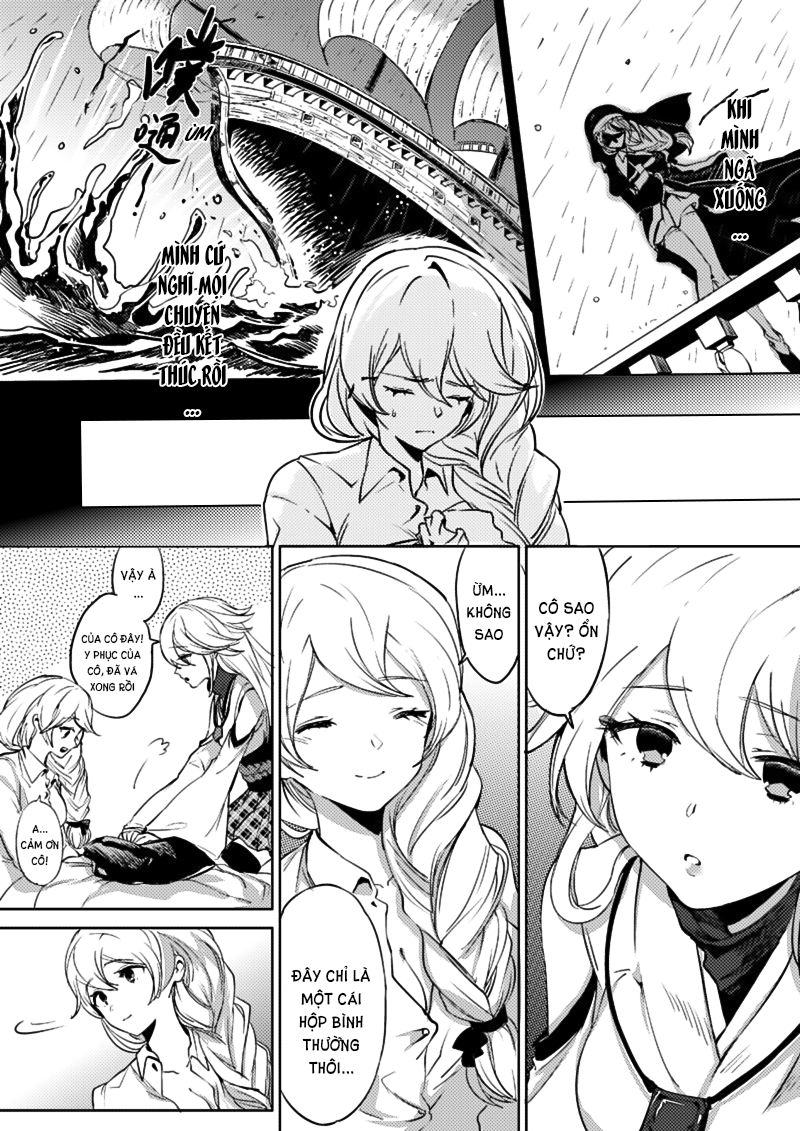 KHI
MÌNH
NGÃ
XUỐNG
...
噗
通
ÙM
MÌNH CỨ
NGHĨ MỌI
CHUYỆN
ĐỀU KẾT
THÚC RỒI
...
CÔ SAO
VẬY? ỔN
CHỨ?
ỪM...
KHÔNG
SAO
ĐÂY CHỈ LÀ
MỘT CÁI
HỘP BÌNH
THƯỜNG
THÔI...
VẬY À
...
CỦA CÔ ĐÂY!
Y PHỤC CỦA
CÔ, ĐÃ VÁ
XONG RỒI
A...
CẢM ƠN
CÔ!